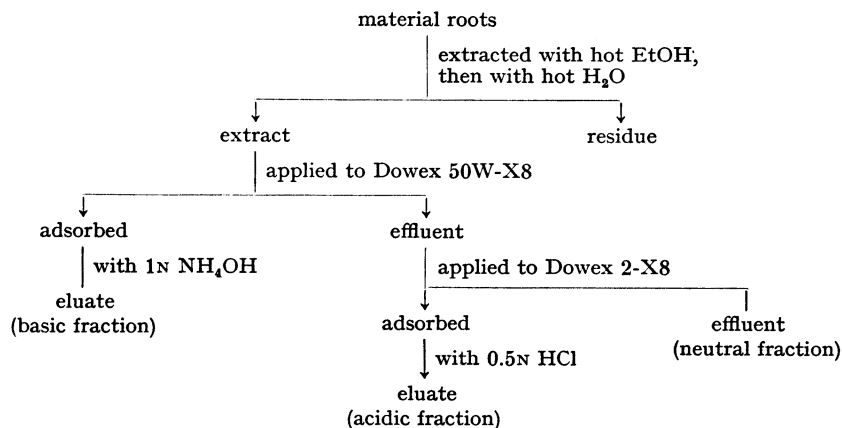 material roots
extracted with hot EtOH,
then with hot H₂O
extract
residue
applied to Dowex 50W-X8
adsorbed
effluent
with 1N NH₄OH
applied to Dowex 2-X8
eluate
(basic fraction)
adsorbed
effluent
(neutral fraction)
with 0.5N HCl
eluate
(acidic fraction)